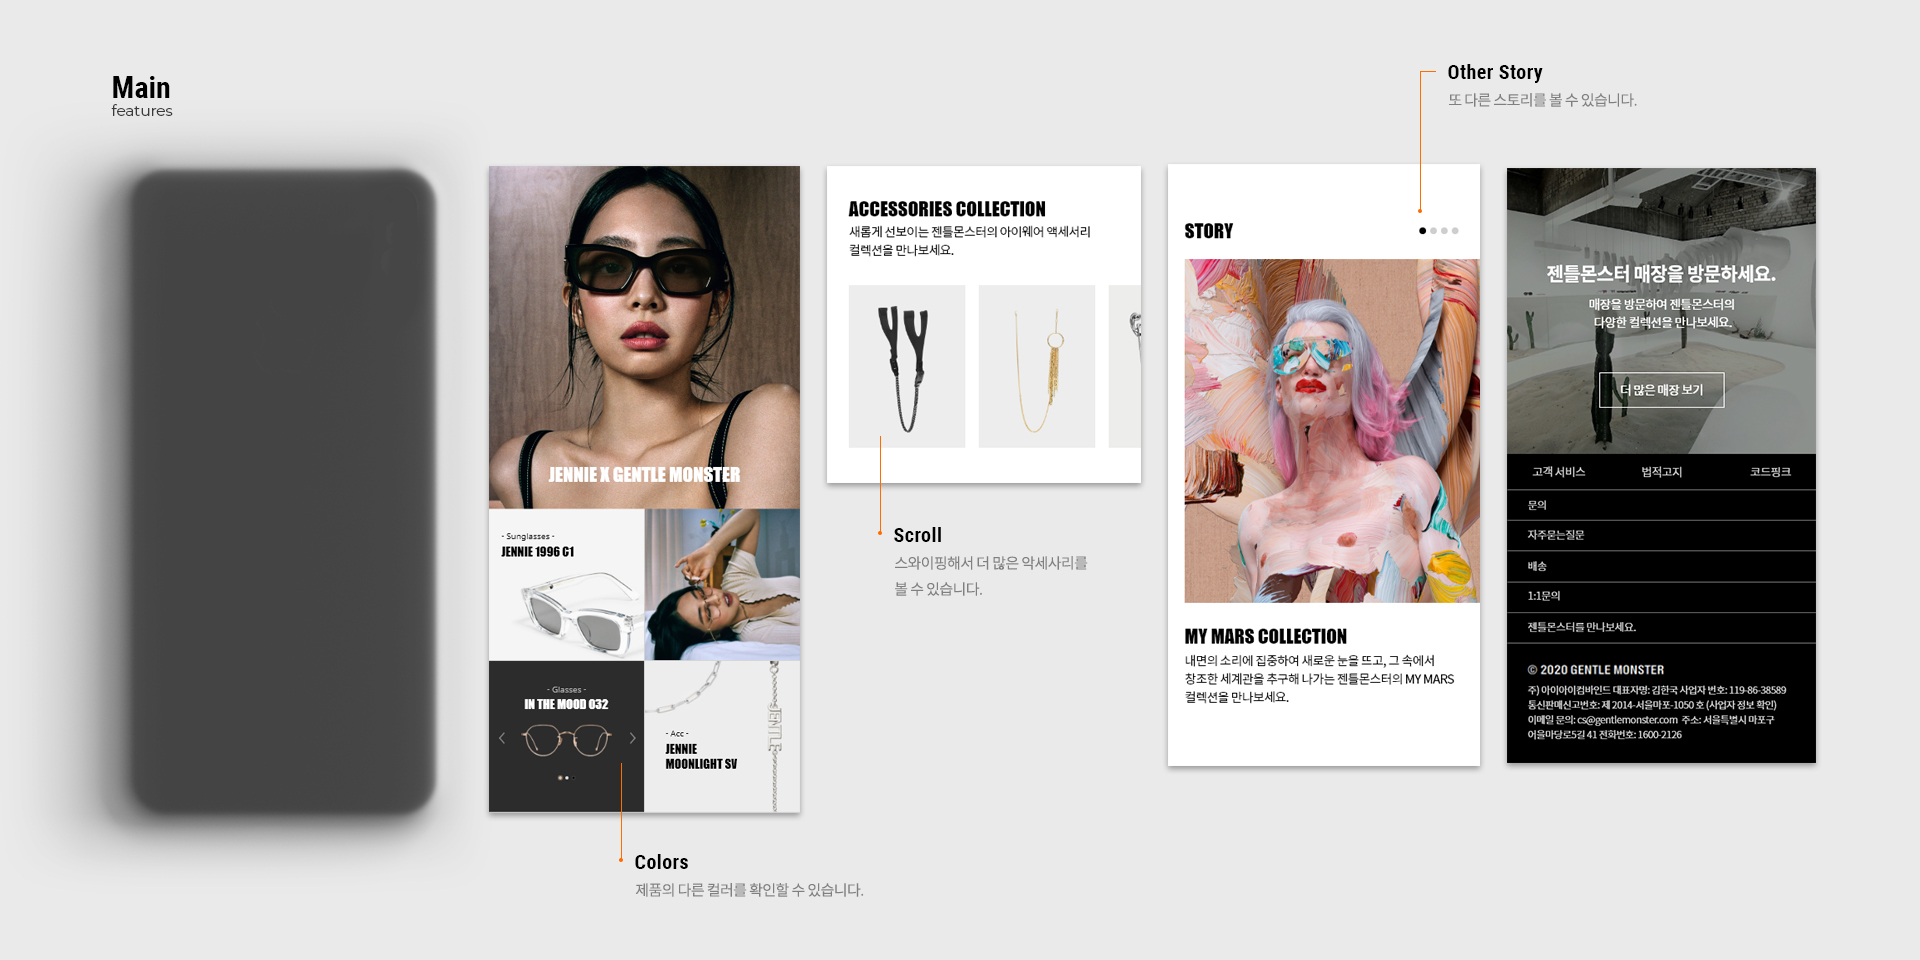 Main
features
JENNIE X GENTLE MONSTER
- Sunglasses -
JENNIE 1996 C1
- Glasses -
IN THE MOOD 032
- Acc -
JENNIE
MOONLIGHT SV
JENTLE
Colors
제품의 다른 컬러를 확인할 수 있습니다.
ACCESSORIES COLLECTION
새롭게 선보이는 젠틀몬스터의 아이웨어 액세서리
컬렉션을 만나보세요.
Scroll
스와이핑해서 더 많은 악세사리를
볼 수 있습니다.
Other Story
또 다른 스토리를 볼 수 있습니다.
STORY
MY MARS COLLECTION
내면의 소리에 집중하여 새로운 눈을 뜨고, 그 속에서
창조한 세계관을 추구해 나가는 젠틀몬스터의 MY MARS
컬렉션을 만나보세요.
젠틀몬스터 매장을 방문하세요.
매장을 방문하여 젠틀몬스터의
다양한 컬렉션을 만나보세요.
더 많은 매장 보기
고객 서비스 법적고지 코드핑크
문의
자주묻는질문
배송
1:1문의
젠틀몬스터를 만나보세요.
© 2020 GENTLE MONSTER
주) 아이아이컴바인드 대표자명: 김한국 사업자 번호: 119-86-38589
통신판매신고번호: 제 2014-서울마포-1050 호 (사업자 정보 확인)
이메일 문의: cs@gentlemonster.com 주소: 서울특별시 마포구
어울마당로5길 41 전화번호: 1600-2126